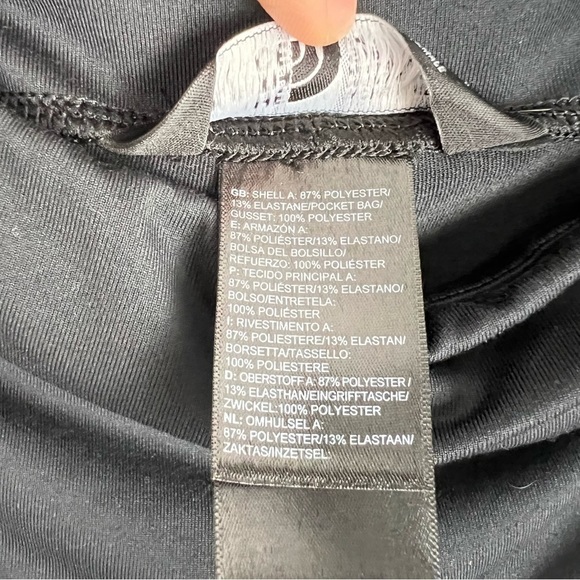 GB: SHELL A: 87% POLYESTER/
13% ELASTANE/POCKET BAG/
GUSSET: 100% POLYESTER/
E: ARMAZÓN A:
87% POLIÉSTER/13% ELASTANO/
BOLSA DEL BOLSILLO/
REFUERZO: 100% POLIÉSTER
P: TECIDO PRINCIPAL A:
87% POLIÉSTER/13% ELASTANO/
BOLSO/ENTRETELA:
100% POLIÉSTER
I: RIVESTIMENTO A:
87% POLIESTERE/13% ELASTAN/
BORSETTA/TASSELLO:
100% POLIESTERE
D: OBERSTOFF A: 87% POLYESTER /
13% ELASTHAN/EINGRIFFTASCHE/
ZWICKEL:100% POLYESTER
NL: OMHULSEL A:
87% POLYESTER/13% ELASTAAN/
ZAKTAS/INZETSEL: